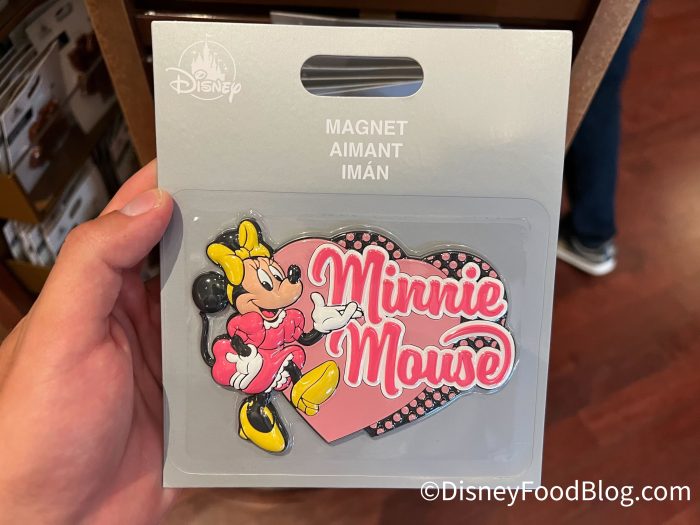 Disney
MAGNET
AIMANT
IMÁN
Minnie
Mouse
©DisneyFoodBlog.com